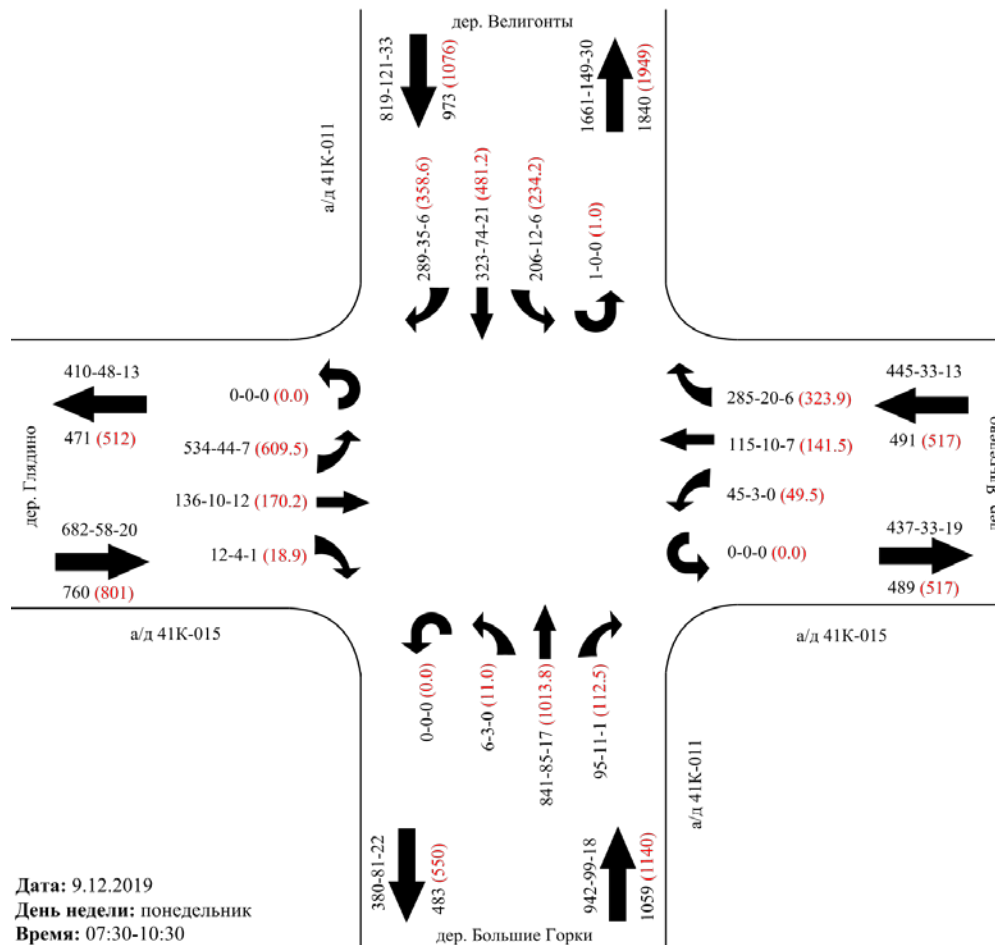 дер. Велигонты
819-121-33
973 (1076)
1661-149-30
1840 (1949)
а/д 41К-011
289-35-6 (358.6)
323-74-21 (481.2)
206-12-6 (234.2)
1-0-0 (1.0)
410-48-13
471 (512)
дер. Глядино
682-58-20
760 (801)
0-0-0 (0.0)
534-44-7 (609.5)
136-10-12 (170.2)
12-4-1 (18.9)
285-20-6 (323.9)
115-10-7 (141.5)
45-3-0 (49.5)
0-0-0 (0.0)
445-33-13
491 (517)
дер. Яльгелево
437-33-19
489 (517)
а/д 41К-015
а/д 41К-015
0-0-0 (0.0)
6-3-0 (11.0)
841-85-17 (1013.8)
95-11-1 (112.5)
а/д 41К-011
380-81-22
483 (550)
942-99-18
1059 (1140)
дер. Большие Горки
Дата: 9.12.2019
День недели: понедельник
Время: 07:30-10:30